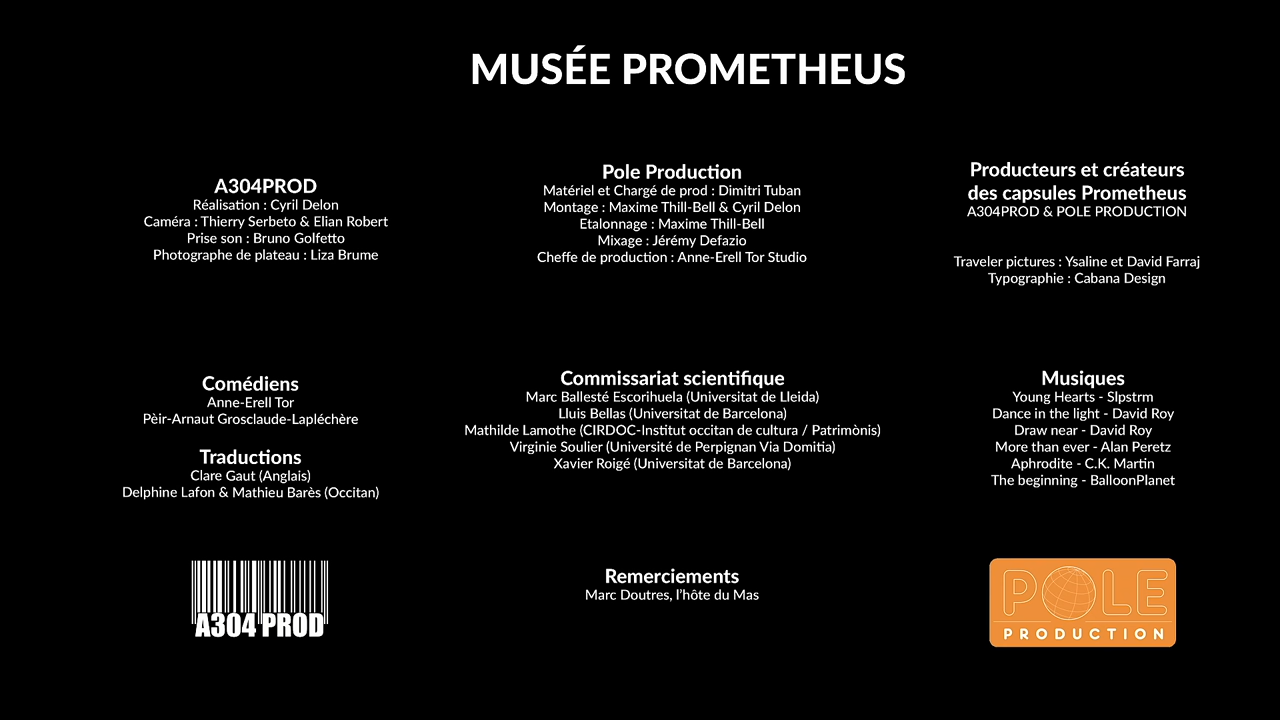 MUSÉE PROMETHEUS
A304PROD
Réalisation : Cyril Delon
Caméra : Thierry Serbeto & Elian Robert
Prise son : Bruno Golfetto
Photographe de plateau : Liza Brume
Pole Production
Matériel et Chargé de prod : Dimitri Tuban
Montage : Maxime Thill-Bell & Cyril Delon
Etalonnage : Maxime Thill-Bell
Mixage : Jérémy Defazio
Cheffe de production : Anne-Erell Tor Studio
Producteurs et créateurs
des capsules Prometheus
A304PROD & POLE PRODUCTION
Traveler pictures : Ysaline et David Farraj
Typographie : Cabana Design
Comédiens
Anne-Erell Tor
Pèir-Arnaut Grosclaude-Lapléchère
Traductions
Clare Gaut (Anglais)
Delphine Lafon & Mathieu Barès (Occitan)
Commissariat scientifique
Marc Ballesté Escorihuela (Universitat de Lleida)
Lluis Bellas (Universitat de Barcelona)
Mathilde Lamothe (CIRDOC-Institut occitan de cultura / Patrimònis)
Virginie Soulier (Université de Perpignan Via Domitia)
Xavier Roigé (Universitat de Barcelona)
Musiques
Young Hearts - Slpstrm
Dance in the light - David Roy
Draw near - David Roy
More than ever - Alan Peretz
Aphrodite - C.K. Martin
The beginning - BalloonPlanet
A304 PROD
Remerciements
Marc Doutres, l’hôte du Mas
POLE
PRODUCTION